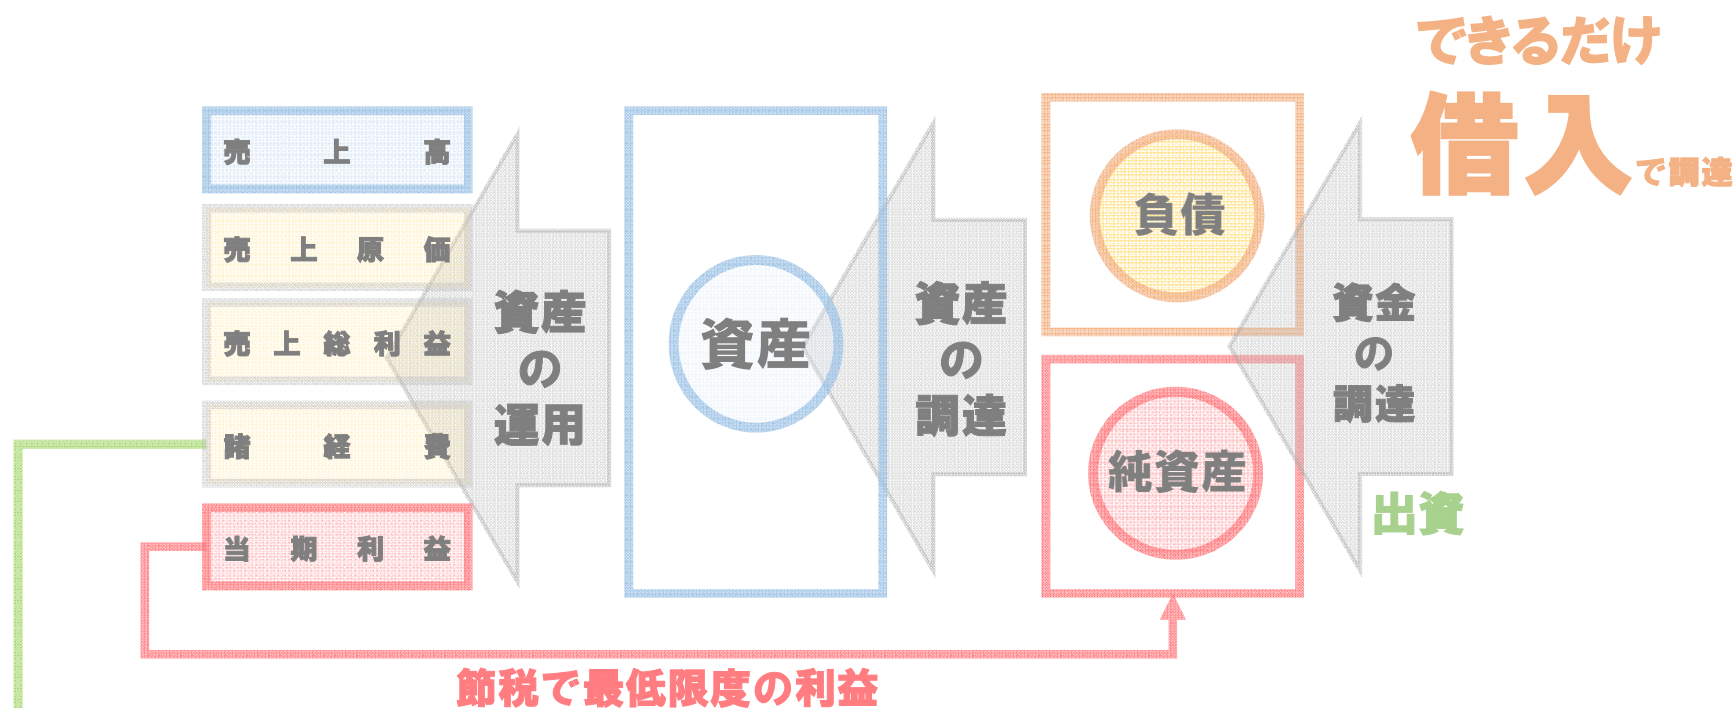 できるだけ
借入で調達
売上高
売上原価
売上総利益
諸経費
当期利益
資産
の
運用
資産
資産
の
調達
負債
純資産
資金
の
調達
出資
節税で最低限度の利益